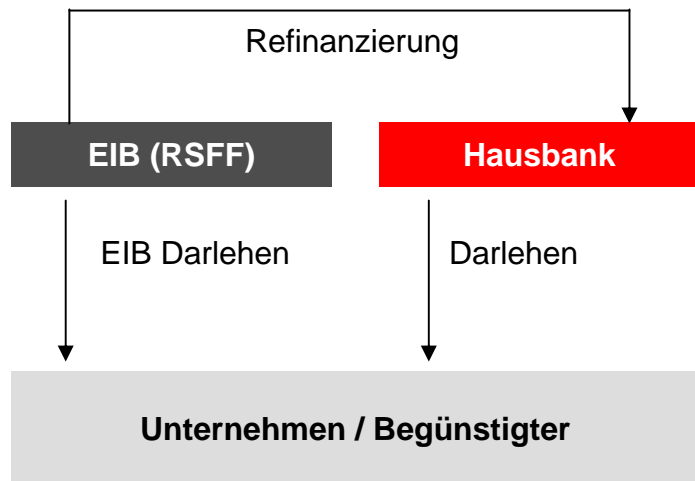 Refinanzierung
EIB (RSFF)
Hausbank
EIB Darlehen
Darlehen
Unternehmen / Begünstigter